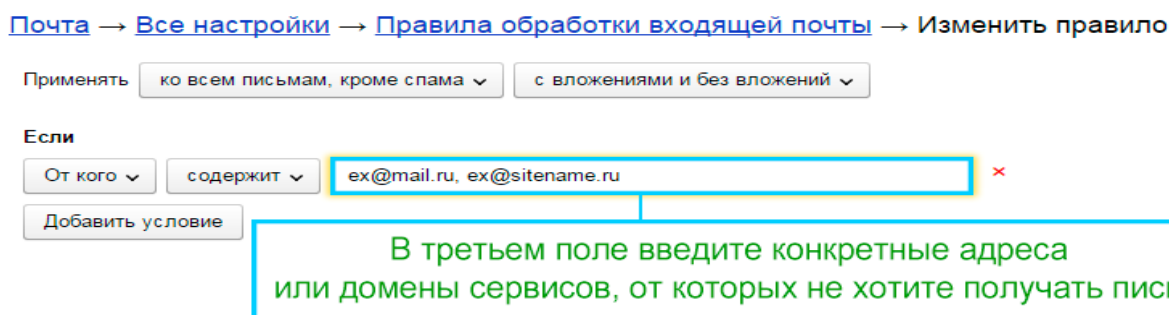 Почта → Все настройки → Правила обработки входящей почты → Изменить правило
Применять ко всем письмам, кроме спама с вложениями и без вложений
Если
От кого содержит ex@mail.ru, ex@sitename.ru ×
Добавить условие
В третьем поле введите конкретные адреса
или домены сервисов, от которых не хотите получать